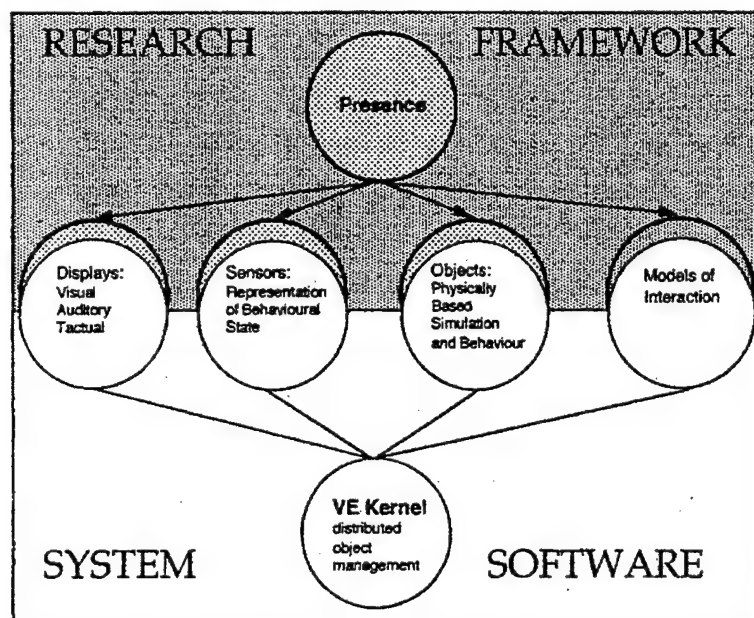 RESEARCH FRAMEWORK
Presence
Displays:
Visual
Auditory
Tactual
Sensors:
Representation
of Behavioural
State
Objects:
Physically
Based
Simulation
and Behaviour
Models of
Interaction
VE Kernel
distributed
object
management
SYSTEM SOFTWARE